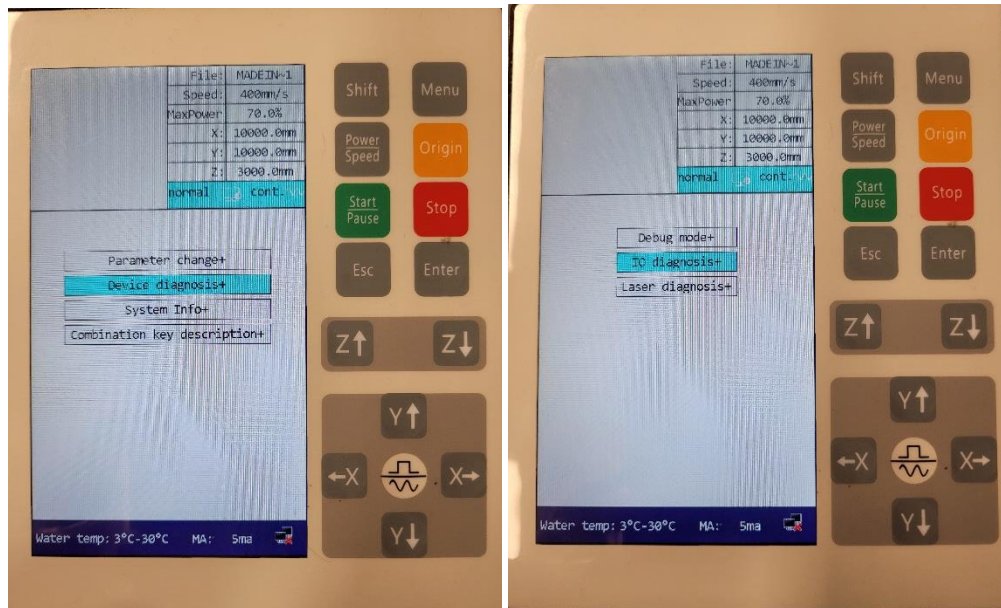 File: MADEIN~1
Speed: 400mm/s
MaxPower 70.0%
X: 10000.0mm
Y: 10000.0mm
Z: 3000.0mm
normal cont.
Parameter change+
Device diagnosis+
System Info+
Combination key description+
Water temp: 3°C-30°C MA: 5ma
Shift Menu
Power
Speed
Origin
Start
Pause
Stop
Esc Enter
Z↑ Z↓
Y↑
←X X→
Y↓
File: MADEIN~1
Speed: 400mm/s
MaxPower 70.0%
X: 10000.0mm
Y: 10000.0mm
Z: 3000.0mm
normal cont.
Debug mode+
IO diagnosis+
Laser diagnosis+
Water temp: 3°C-30°C MA: 5ma
Shift Menu
Power
Speed
Origin
Start
Pause
Stop
Esc Enter
Z↑ Z↓
Y↑
←X X→
Y↓